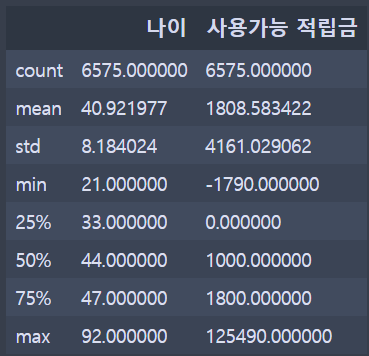 나이 사용가능 적립금
count 6575.000000 6575.000000
mean 40.921977 1808.583422
std 8.184024 4161.029062
min 21.000000 -1790.000000
25% 33.000000 0.000000
50% 44.000000 1000.000000
75% 47.000000 1800.000000
max 92.000000 125490.000000